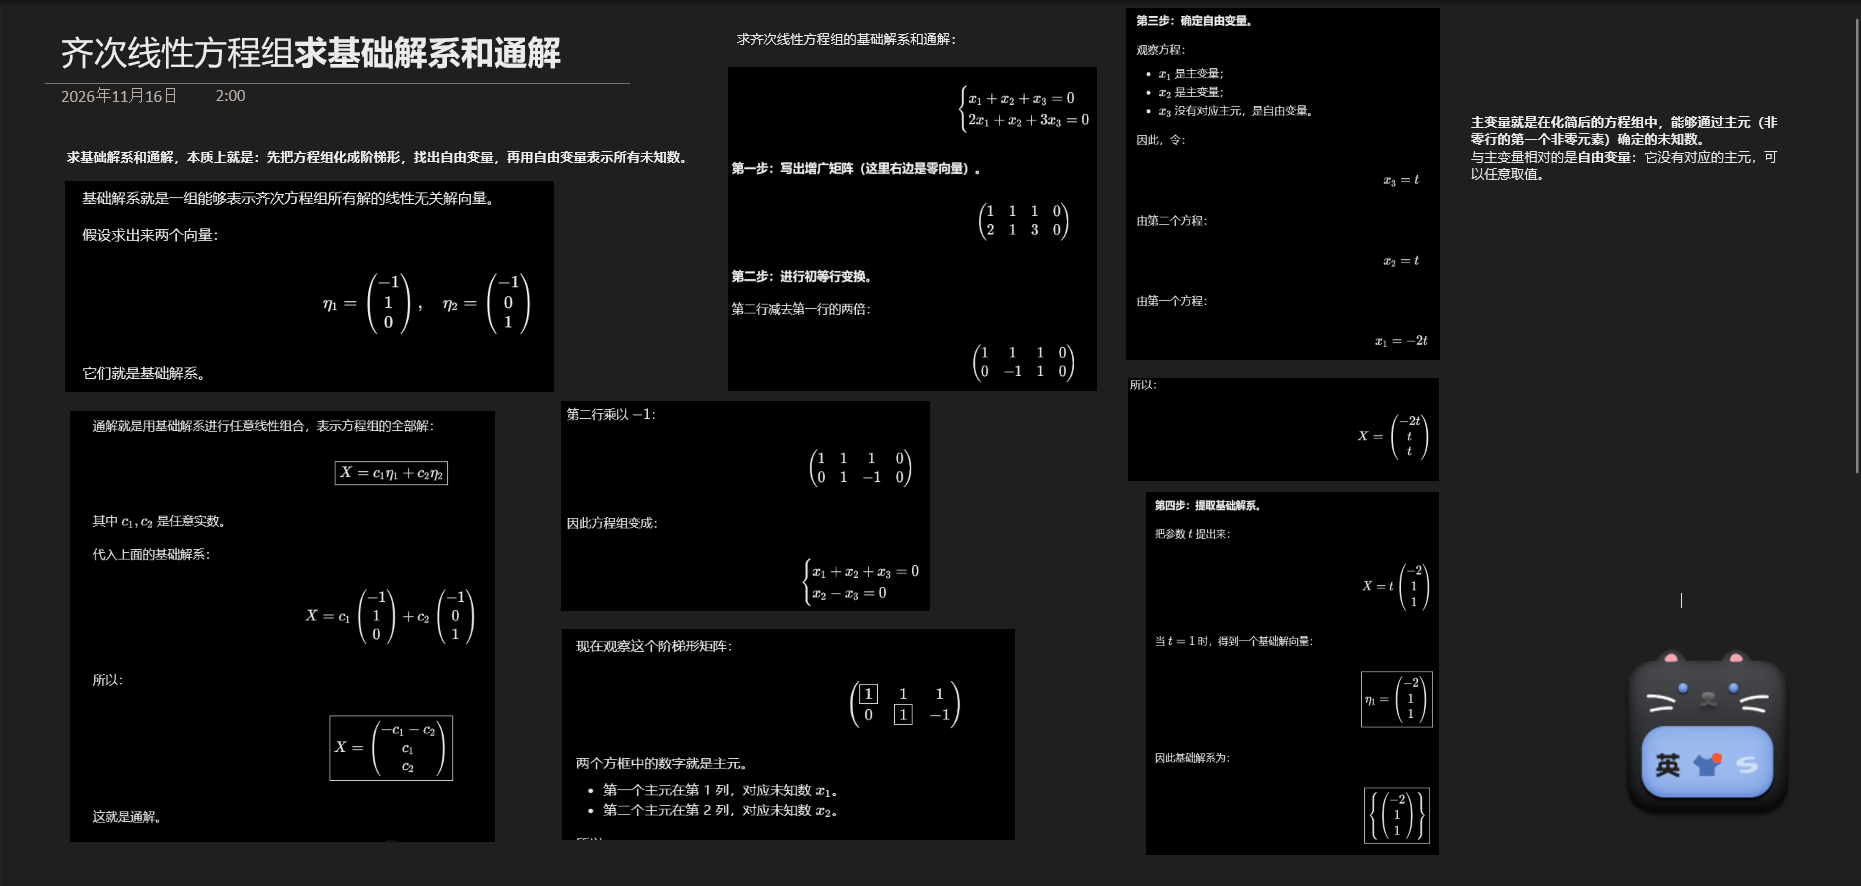 齐次线性方程组求基础解系和通解
2026年11月16日 2:00
求基础解系和通解，本质上就是：先把方程组化成阶梯形，找出自由变量，再用自由变量表示所有未知数。
基础解系就是一组能够表示齐次方程组所有解的线性无关解向量。
假设求出来两个向量：
η₁ = (−1 1 0), η₂ = (−1 0 1)
它们就是基础解系。
通解就是用基础解系进行任意线性组合，表示方程组的全部解：
X = c₁η₁ + c₂η₂
其中 c₁, c₂ 是任意实数。
代入上面的基础解系：
X = c₁ (−1 1 0) + c₂ (−1 0 1)
所以：
X = (−c₁ − c₂ c₁ c₂)
这就是通解。
求齐次线性方程组的基础解系和通解：
x₁ + x₂ + x₃ = 0
2x₁ + x₂ + 3x₃ = 0
第一步：写出增广矩阵（这里右边是零向量）。
1 1 1 0
2 1 3 0
第二步：进行初等行变换。
第二行减去第一行的两倍：
1 1 1 0
0 −1 1 0
第二行乘以 −1：
1 1 1 0
0 1 −1 0
因此方程组变成：
x₁ + x₂ + x₃ = 0
x₂ − x₃ = 0
现在观察这个阶梯形矩阵：
1 1 1
0 1 −1
两个方框中的数字就是主元。
• 第一个主元在第 1 列，对应未知数 x₁。
• 第二个主元在第 2 列，对应未知数 x₂。
第三步：确定自由变量。
观察方程：
• x₁ 是主变量；
• x₂ 是主变量；
• x₃ 没有对应主元，是自由变量。
因此，令：
x₃ = t
由第二个方程：
x₂ = t
由第一个方程：
x₁ = −2t
所以：
X = (−2t t t)
第四步：提取基础解系。
把参数 t 提出来：
X = t (−2 1 1)
当 t = 1 时，得到一个基础解向量：
η₁ = (−2 1 1)
因此基础解系为：
{(−2 1 1)}
主变量就是在化简后的方程组中，能够通过主元（非
零行的第一个非零元素）确定的未知数。
与主变量相对的是自由变量：它没有对应的主元，可
以任意取值。
英